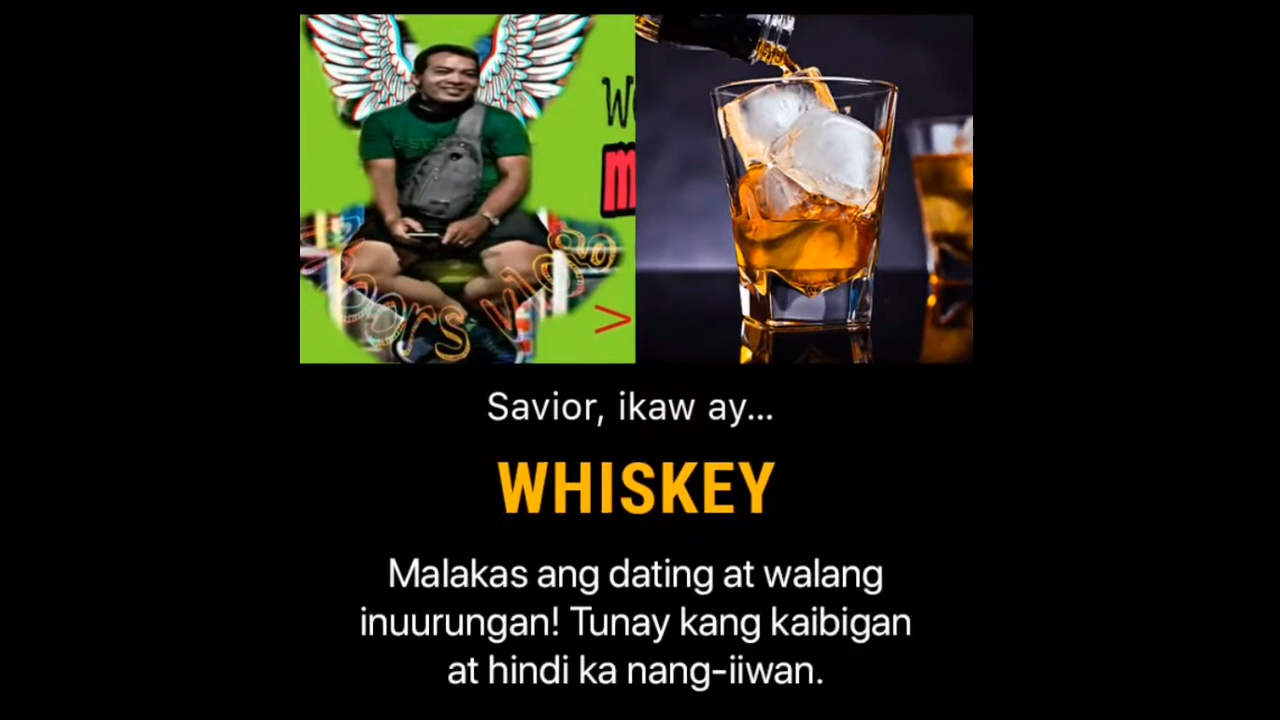 Savior, ikaw ay...
WHISKEY
Malakas ang dating at walang
inuurungan! Tunay kang kaibigan
at hindi ka nang-iiwan.